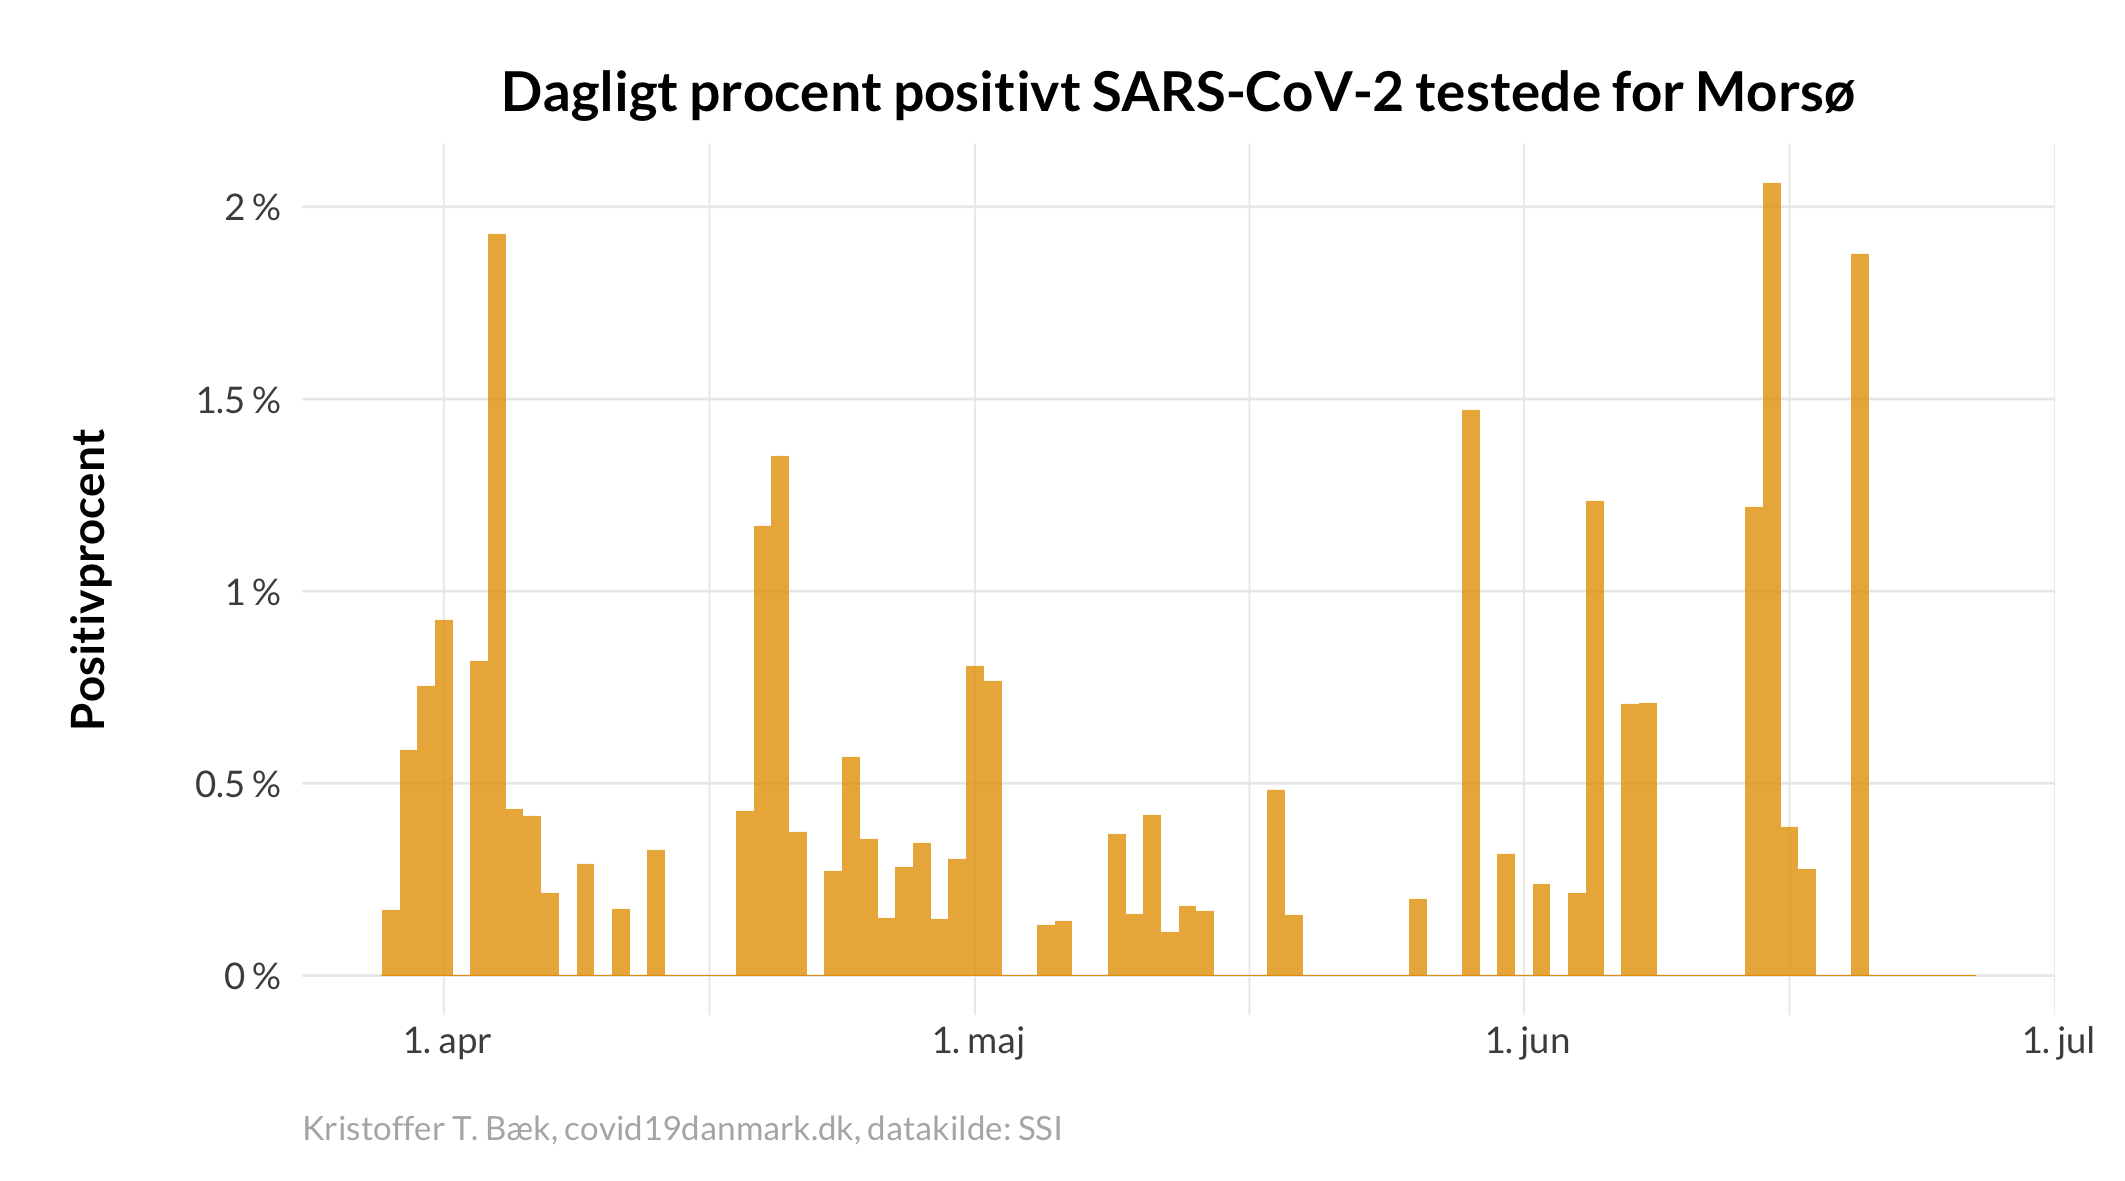 Dagligt procent positivt SARS-CoV-2 testede for Morsø
Positivprocent
2 %
1.5 %
1 %
0.5 %
0 %
1. apr
1. maj
1. jun
1. jul
Kristoffer T. Bæk, covid19danmark.dk, datakilde: SSI